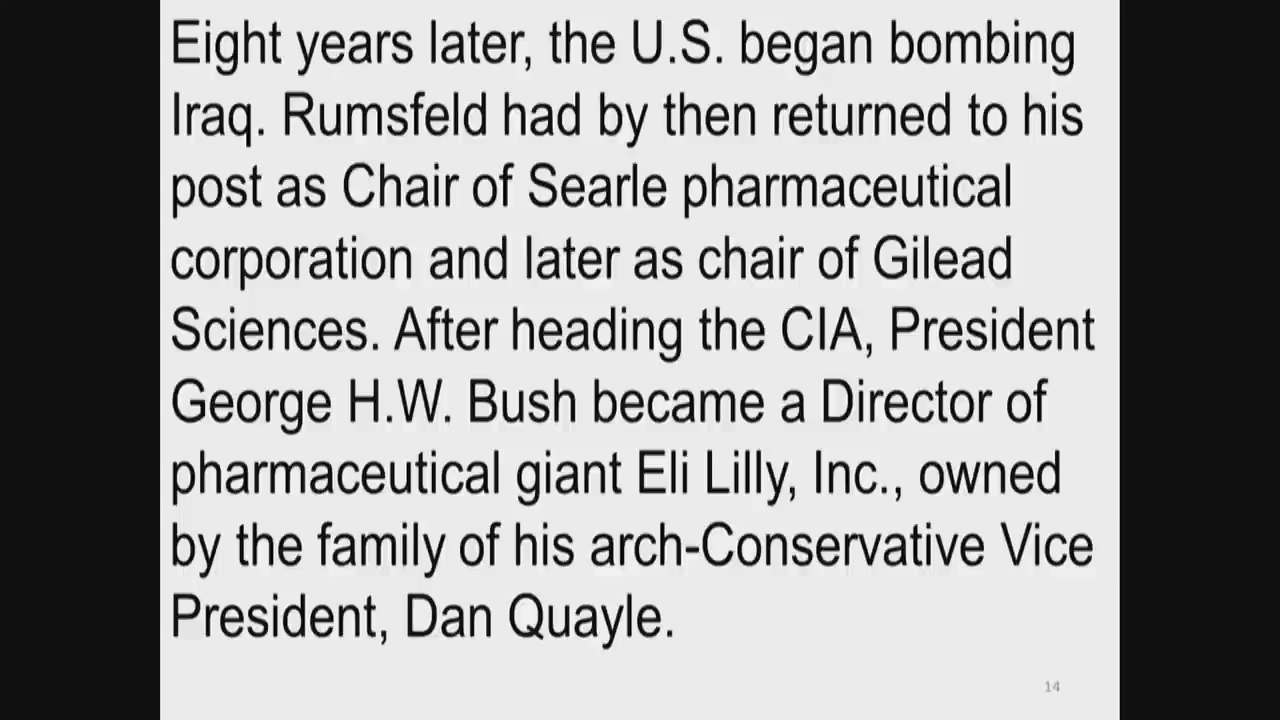 Eight years later, the U.S. began bombing
Iraq. Rumsfeld had by then returned to his
post as Chair of Searle pharmaceutical
corporation and later as chair of Gilead
Sciences. After heading the CIA, President
George H.W. Bush became a Director of
pharmaceutical giant Eli Lilly, Inc., owned
by the family of his arch-Conservative Vice
President, Dan Quayle.
14